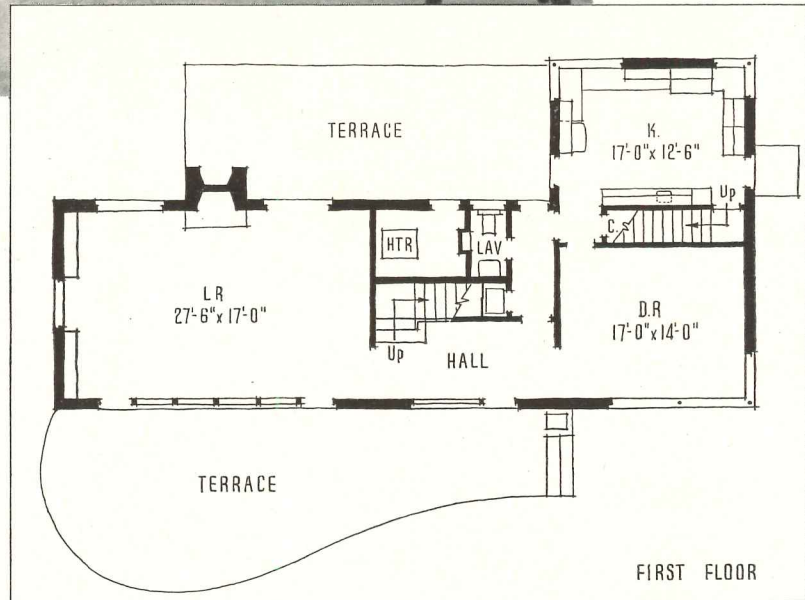 TERRACE
K.
17'-0" x 12'-6"
Up
C.
HTR
LAV
LR
27'-6" x 17'-0"
D.R
17'-0" x 14'-0"
Up
HALL
TERRACE
FIRST FLOOR